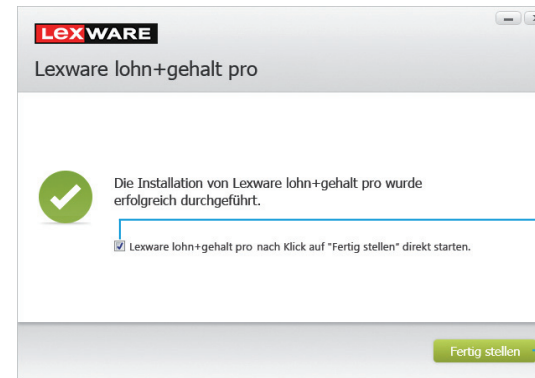 LEXWARE
Lexware lohn+gehalt pro
Die Installation von Lexware lohn+gehalt pro wurde
erfolgreich durchgeführt.
Lexware lohn+gehalt pro nach Klick auf "Fertig stellen" direkt starten.
Fertig stellen